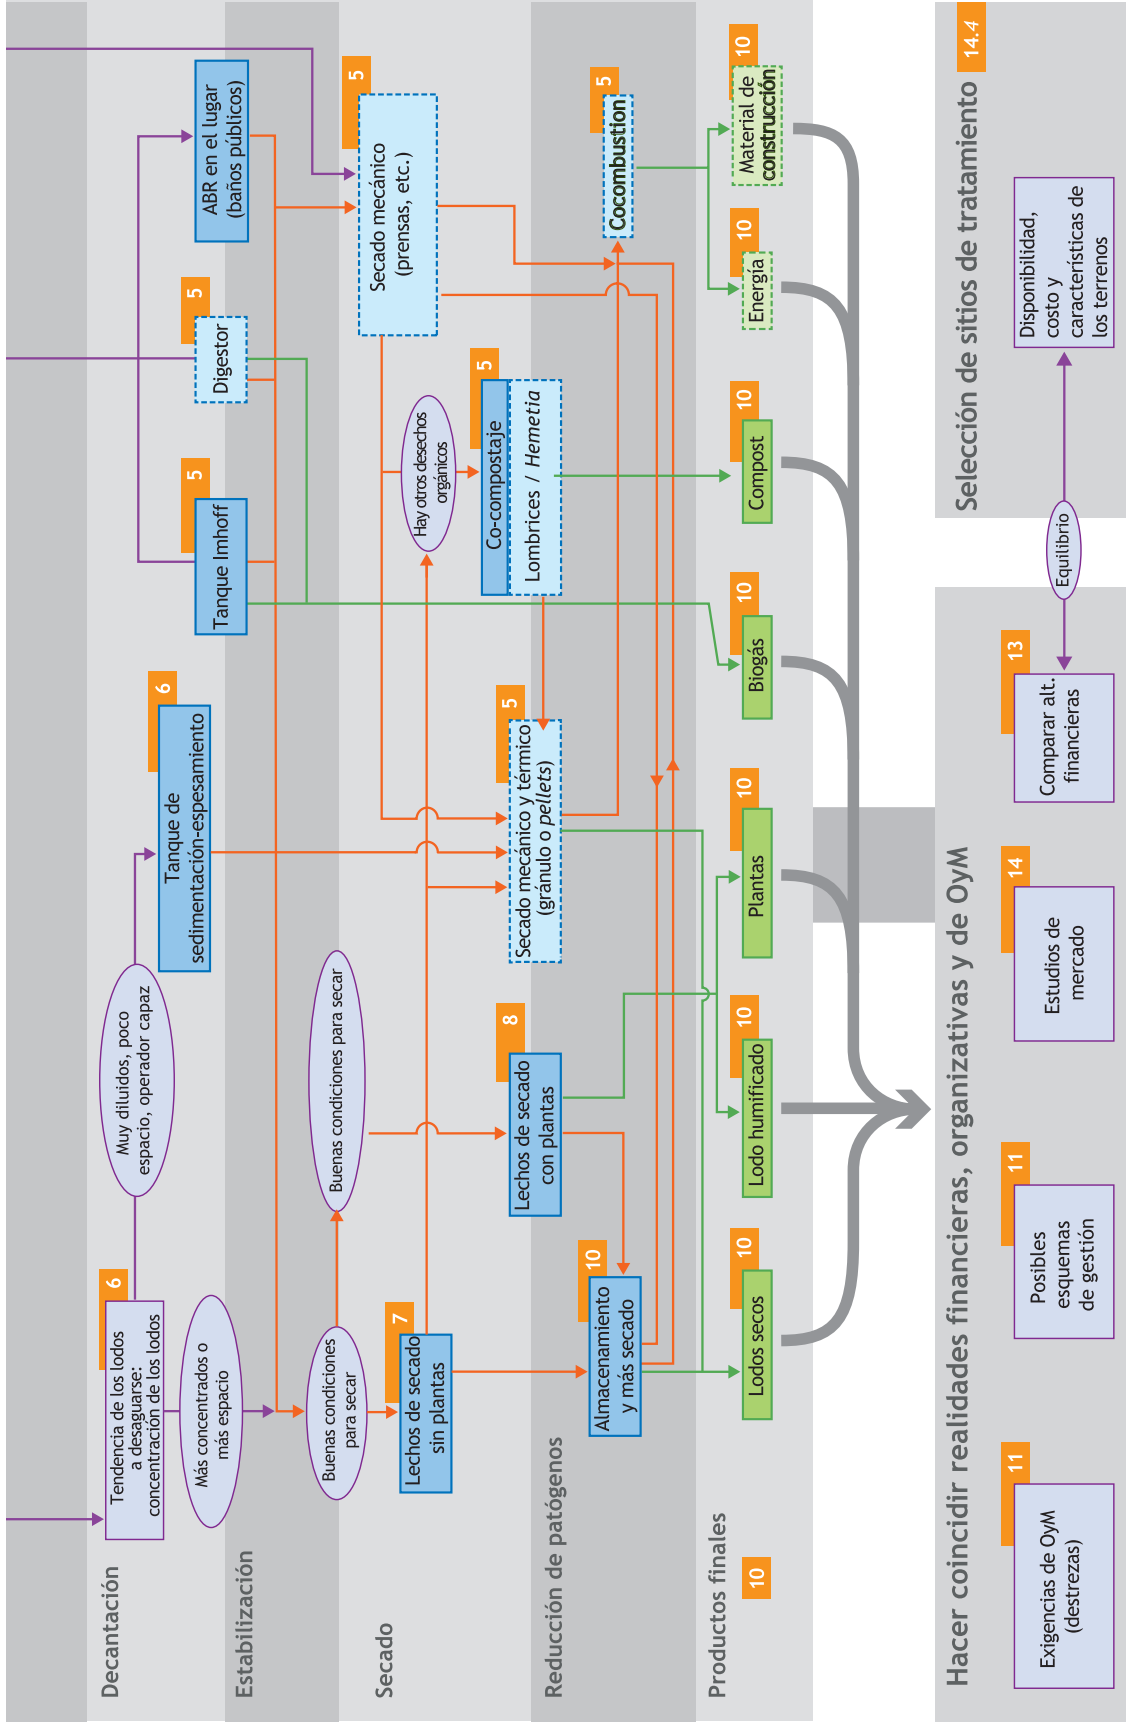 Decantación
Tendencia de los lodos
a desaguarse:
concentración de los lodos
6
Muy diluidos, poco
espacio, operador capaz
Más concentrados o
más espacio
Tanque de
sedimentación-espesamiento
6
Estabilización
Tanque Imhoff
5
Digestor
5
ABR en el lugar
(baños públicos)
Secado
Buenas condiciones
para secar
Buenas condiciones para secar
Lechos de secado
sin plantas
7
Hay otros desechos
orgánicos
Secado mecánico
(prensas, etc.)
5
Lechos de secado
con plantas
8
Secado mecánico y térmico
(gránulo o pellets)
5
Co-compostaje
Lombrices / Hemetia
5
Reducción de patógenos
Almacenamiento
y más secado
10
Cocombustion
5
Productos finales
10
Lodos secos
10
Lodo humificado
10
Plantas
10
Biogás
10
Compost
10
Energía
10
Material de
construcción
10
Hacer coincidir realidades financieras, organizativas y de OyM
Exigencias de OyM
(destrezas)
11
Posibles
esquemas
de gestión
11
Estudios de
mercado
14
Comparar alt.
financieras
13
Equilibrio
Selección de sitios de tratamiento
14.4
Disponibilidad,
costo y
características de
los terrenos